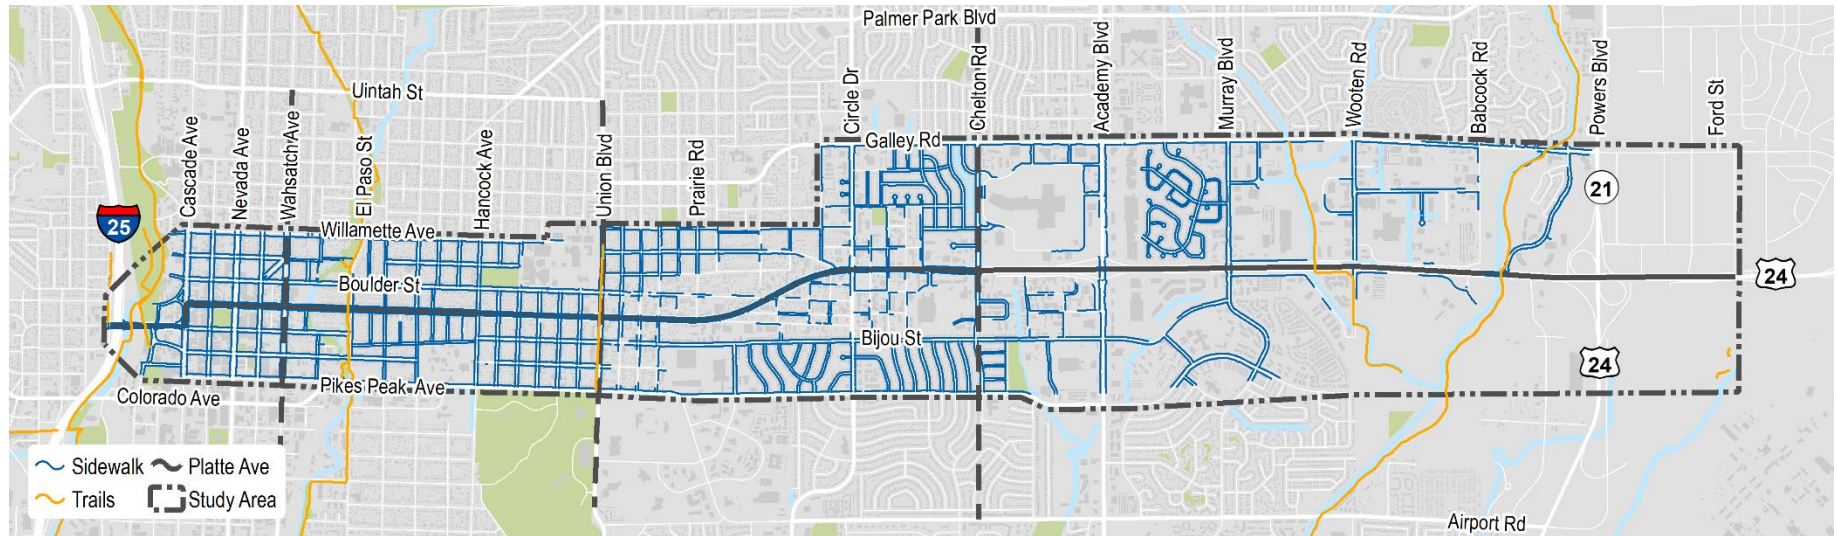 Palmer Park Blvd
Uintah St
Cascade Ave
Nevada Ave
Wahsatch Ave
El Paso St
Hancock Ave
Union Blvd
Prairie Rd
Circle Dr
Chelton Rd
Academy Blvd
Murray Blvd
Wooten Rd
Babcock Rd
Powers Blvd
Ford St
Galley Rd
21
25
Willamette Ave
Boulder St
24
Bijou St
24
Pikes Peak Ave
Colorado Ave
Sidewalk
Platte Ave
Trails
Study Area
Airport Rd